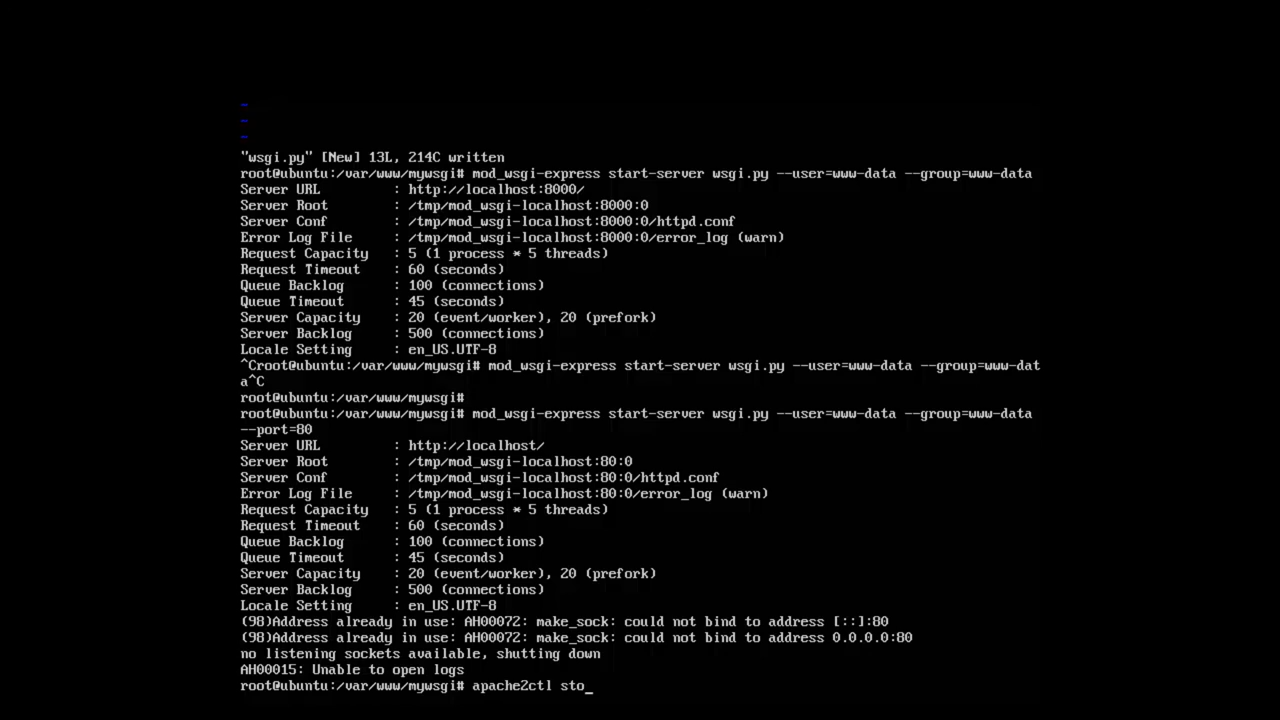 ~
~
~
"wsgi.py" [New] 13L, 214C written
root@ubuntu:/var/www/mywsgi# mod_wsgi-express start-server wsgi.py --user=www-data --group=www-data
Server URL         : http://localhost:8000/
Server Root        : /tmp/mod_wsgi-localhost:8000:0
Server Conf        : /tmp/mod_wsgi-localhost:8000:0/httpd.conf
Error Log File     : /tmp/mod_wsgi-localhost:8000:0/error_log (warn)
Request Capacity   : 5 (1 process * 5 threads)
Request Timeout    : 60 (seconds)
Queue Backlog      : 100 (connections)
Queue Timeout      : 45 (seconds)
Server Capacity    : 20 (event/worker), 20 (prefork)
Server Backlog     : 500 (connections)
Locale Setting     : en_US.UTF-8
^Croot@ubuntu:/var/www/mywsgi# mod_wsgi-express start-server wsgi.py --user=www-data --group=www-dat
a^C
root@ubuntu:/var/www/mywsgi#
root@ubuntu:/var/www/mywsgi# mod_wsgi-express start-server wsgi.py --user=www-data --group=www-data
--port=80
Server URL         : http://localhost/
Server Root        : /tmp/mod_wsgi-localhost:80:0
Server Conf        : /tmp/mod_wsgi-localhost:80:0/httpd.conf
Error Log File     : /tmp/mod_wsgi-localhost:80:0/error_log (warn)
Request Capacity   : 5 (1 process * 5 threads)
Request Timeout    : 60 (seconds)
Queue Backlog      : 100 (connections)
Queue Timeout      : 45 (seconds)
Server Capacity    : 20 (event/worker), 20 (prefork)
Server Backlog     : 500 (connections)
Locale Setting     : en_US.UTF-8
(98)Address already in use: AH00072: make_sock: could not bind to address [::]:80
(98)Address already in use: AH00072: make_sock: could not bind to address 0.0.0.0:80
no listening sockets available, shutting down
AH00015: Unable to open logs
root@ubuntu:/var/www/mywsgi# apache2ctl sto_